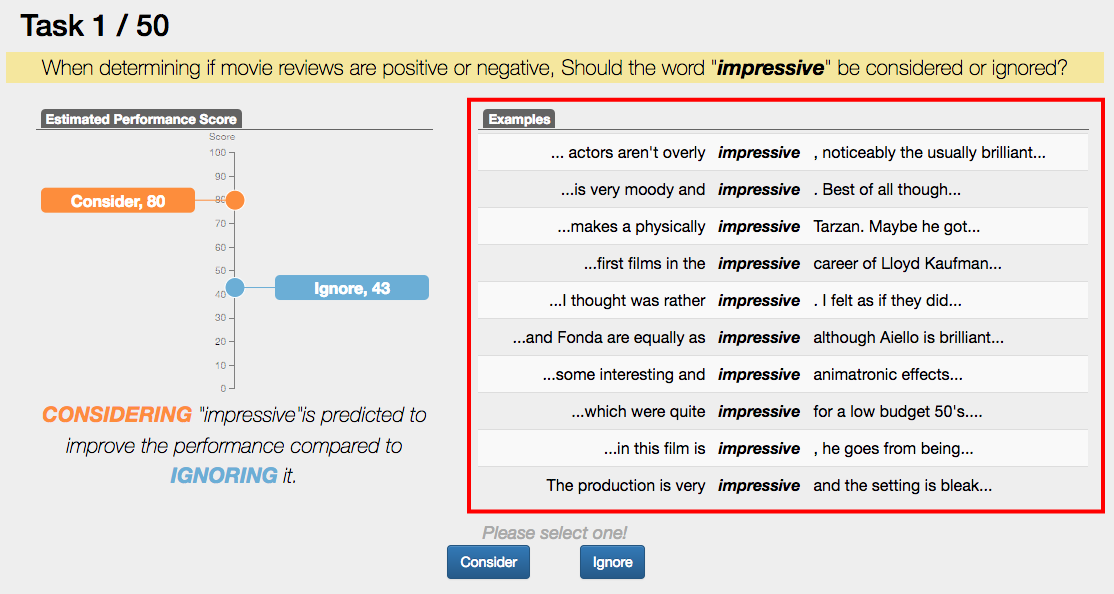 Task 1 / 50
When determining if movie reviews are positive or negative, Should the word "impressive" be considered or ignored?
Estimated Performance Score
Score
100
90
80
70
60
50
40
30
20
10
0
Consider, 80
Ignore, 43
CONSIDERING "impressive"is predicted to
improve the performance compared to
IGNORING it.
Examples
... actors aren't overly impressive , noticeably the usually brilliant...
...is very moody and impressive . Best of all though...
...makes a physically impressive Tarzan. Maybe he got...
...first films in the impressive career of Lloyd Kaufman...
...I thought was rather impressive . I felt as if they did...
...and Fonda are equally as impressive although Aiello is brilliant...
...some interesting and impressive animatronic effects...
...which were quite impressive for a low budget 50's....
...in this film is impressive , he goes from being...
The production is very impressive and the setting is bleak...
Please select one!
Consider
Ignore